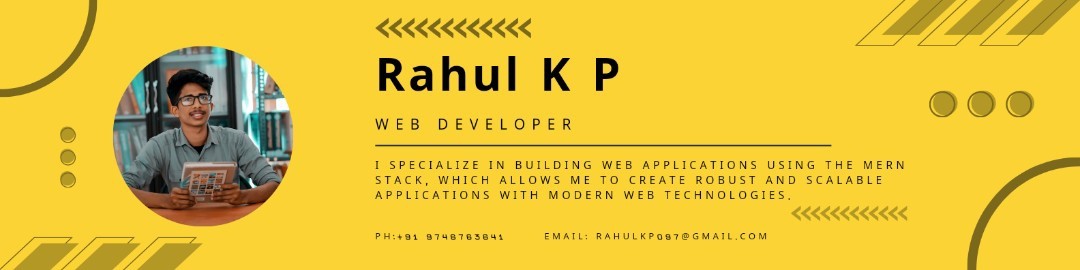 Rahul K P
WEB DEVELOPER
I SPECIALIZE IN BUILDING WEB APPLICATIONS USING THE MERN
STACK, WHICH ALLOWS ME TO CREATE ROBUST AND SCALABLE
APPLICATIONS WITH MODERN WEB TECHNOLOGIES.
PH:+91 9746763641 EMAIL: RAHULKP087@GMAIL.COM